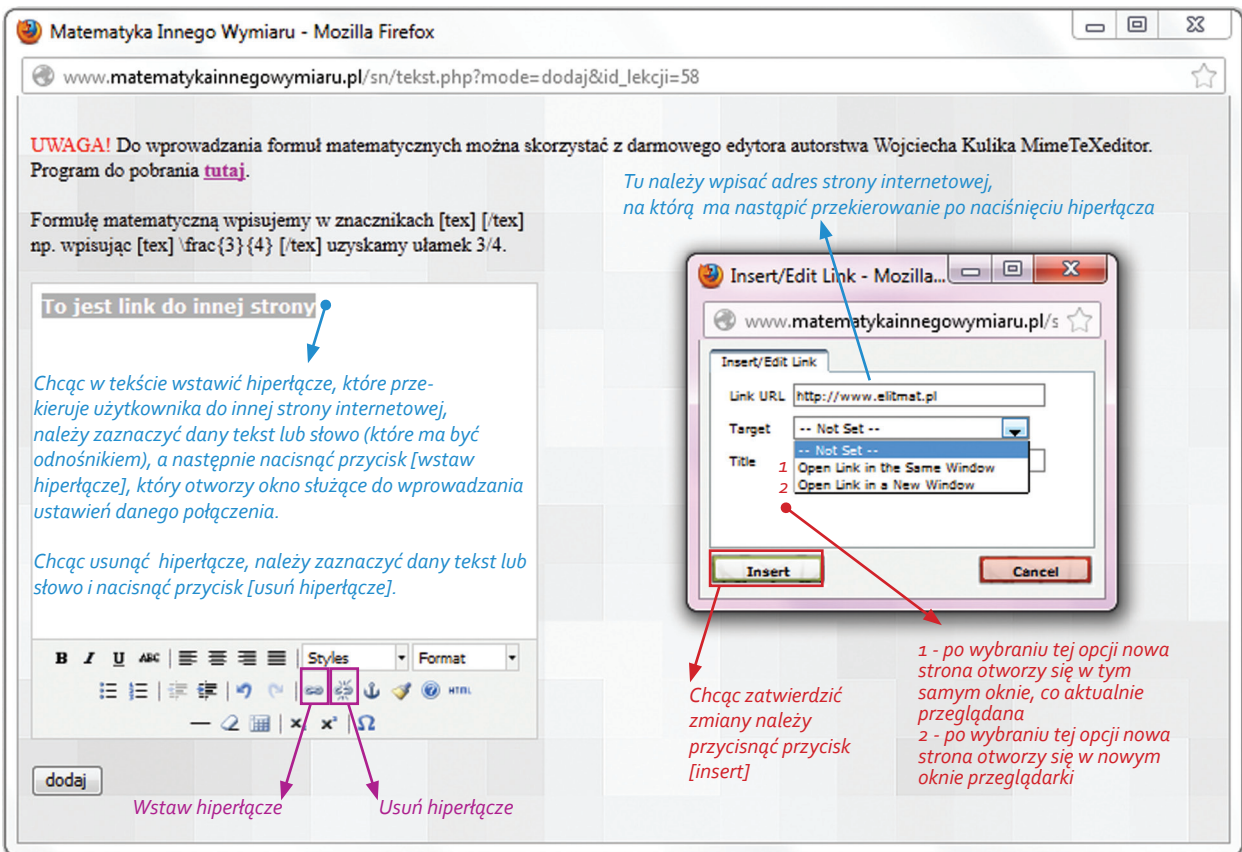 Matematyka Innego Wymiaru - Mozilla Firefox
www.matematykainnegowymiaru.pl/sn/tekst.php?mode=dodaj&id_lekcji=58
UWAGA! Do wprowadzania formuł matematycznych można skorzystać z darmowego edytora autorstwa Wojciecha Kulika MimeTeXeditor.
Program do pobrania tutaj.
Formułę matematyczną wpisujemy w znacznikach [tex] [/tex]
np. wpisując [tex] \frac{3}{4} [/tex] uzyskamy ułamek 3/4.
Tu należy wpisać adres strony internetowej,
na którą ma nastąpić przekierowanie po naciśnięciu hiperłącza
To jest link do innej strony
Chcąc w tekście wstawić hiperłącze, które prze-
kieruje użytkownika do innej strony internetowej,
należy zaznaczyć dany tekst lub słowo (które ma być
odnośnikiem), a następnie nacisnąć przycisk [wstaw
hiperłącze], który otworzy okno służące do wprowadzania
ustawień danego połączenia.
Chcąc usunąć hiperłącze, należy zaznaczyć dany tekst lub
słowo i nacisnąć przycisk [usuń hiperłącze].
B I U ABC Styles Format
HTML
x x² Ω
dodaj
Wstaw hiperłącze Usuń hiperłącze
Insert/Edit Link - Mozilla...
www.matematykainnegowymiaru.pl/s
Insert/Edit Link
Link URL http://www.elitmat.pl
Target -- Not Set --
-- Not Set --
Title 1 Open Link in the Same Window
2 Open Link in a New Window
Insert Cancel
Chcąc zatwierdzić
zmiany należy
przycisnąć przycisk
[insert]
1 - po wybraniu tej opcji nowa
strona otworzy się w tym
samym oknie, co aktualnie
przeglądana
2 - po wybraniu tej opcji nowa
strona otworzy się w nowym
oknie przeglądarki